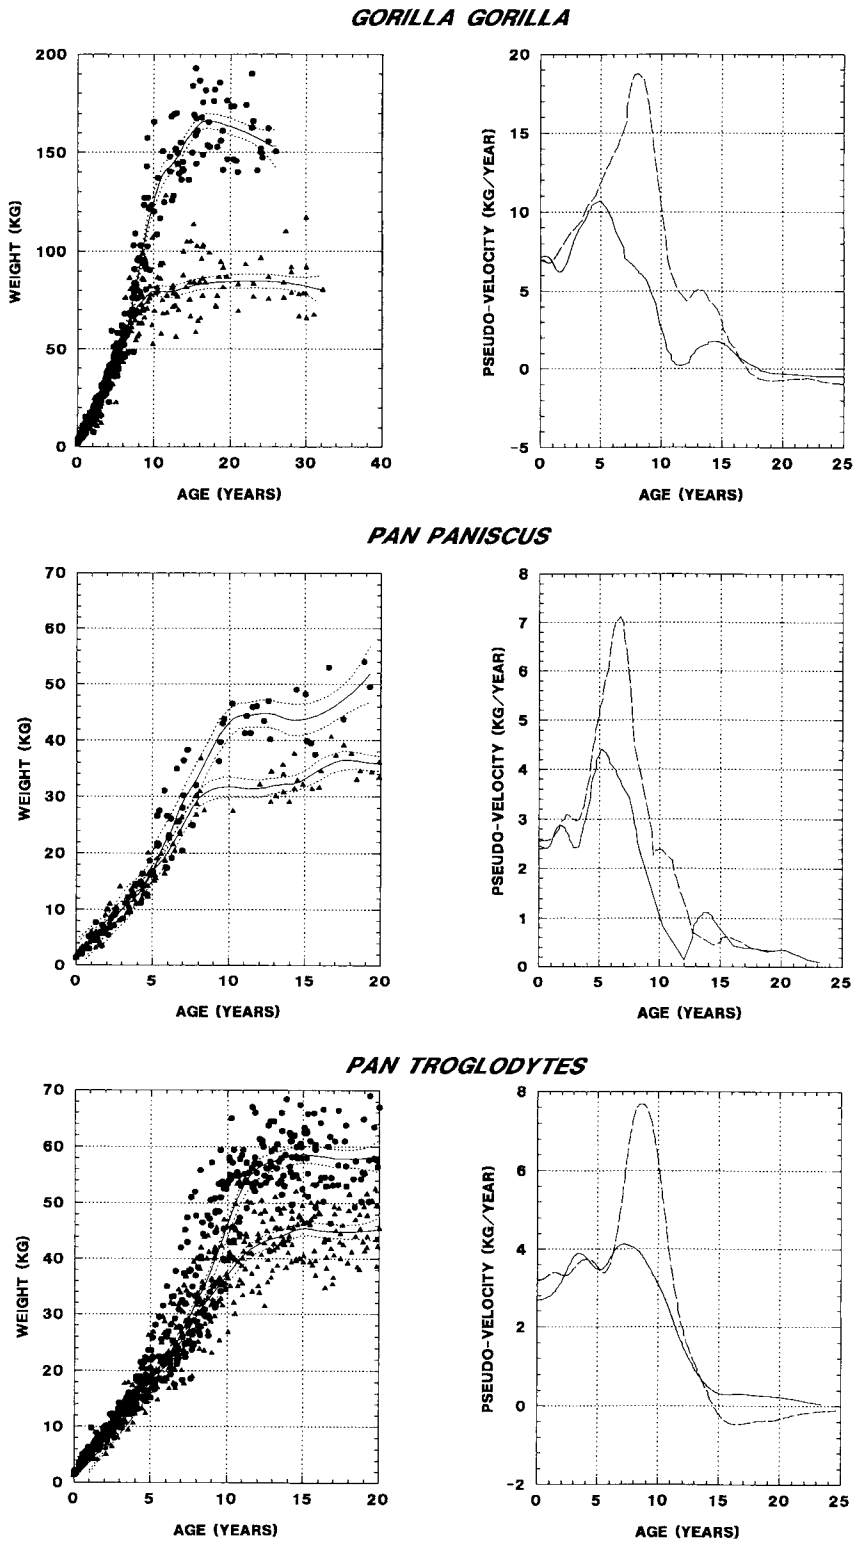 GORILLA GORILLA
200
150
100
50
0
0 10 20 30 40
WEIGHT (KG)
AGE (YEARS)
20
15
10
5
0
-5
0 5 10 15 20 25
PSEUDO-VELOCITY (KG/YEAR)
AGE (YEARS)
PAN PANISCUS
70
60
50
40
30
20
10
0
0 5 10 15 20
WEIGHT (KG)
AGE (YEARS)
8
7
6
5
4
3
2
1
0
0 5 10 15 20 25
PSEUDO-VELOCITY (KG/YEAR)
AGE (YEARS)
PAN TROGLODYTES
70
60
50
40
30
20
10
0
0 5 10 15 20
WEIGHT (KG)
AGE (YEARS)
8
6
4
2
0
-2
0 5 10 15 20 25
PSEUDO-VELOCITY (KG/YEAR)
AGE (YEARS)